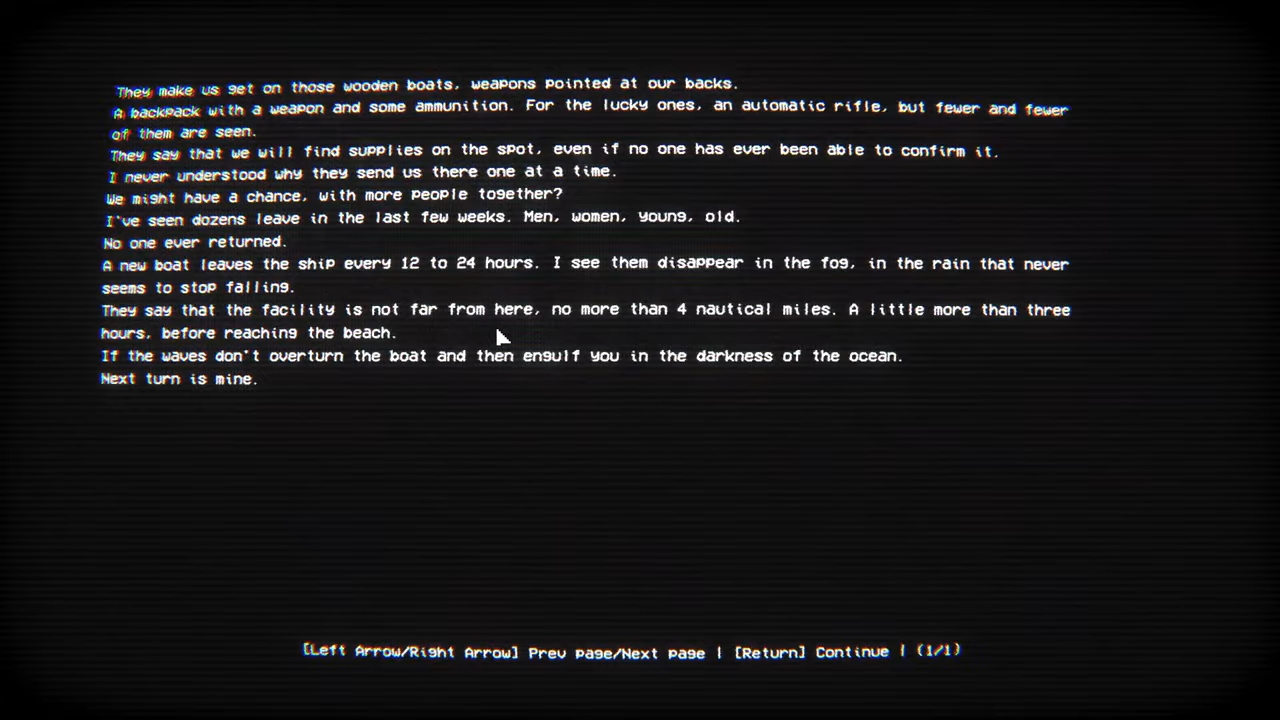 They make us get on those wooden boats, weapons pointed at our backs.
A backpack with a weapon and some ammunition. For the lucky ones, an automatic rifle, but fewer and fewer
of them are seen.
They say that we will find supplies on the spot, even if no one has ever been able to confirm it.
I never understood why they send us there one at a time.
We might have a chance, with more people together?
I've seen dozens leave in the last few weeks. Men, women, young, old.
No one ever returned.
A new boat leaves the ship every 12 to 24 hours. I see them disappear in the fog, in the rain that never
seems to stop falling.
They say that the facility is not far from here, no more than 4 nautical miles. A little more than three
hours, before reaching the beach.
If the waves don't overturn the boat and then engulf you in the darkness of the ocean.
Next turn is mine.
[Left Arrow/Right Arrow] Prev page/Next page | [Return] Continue | (1/1)